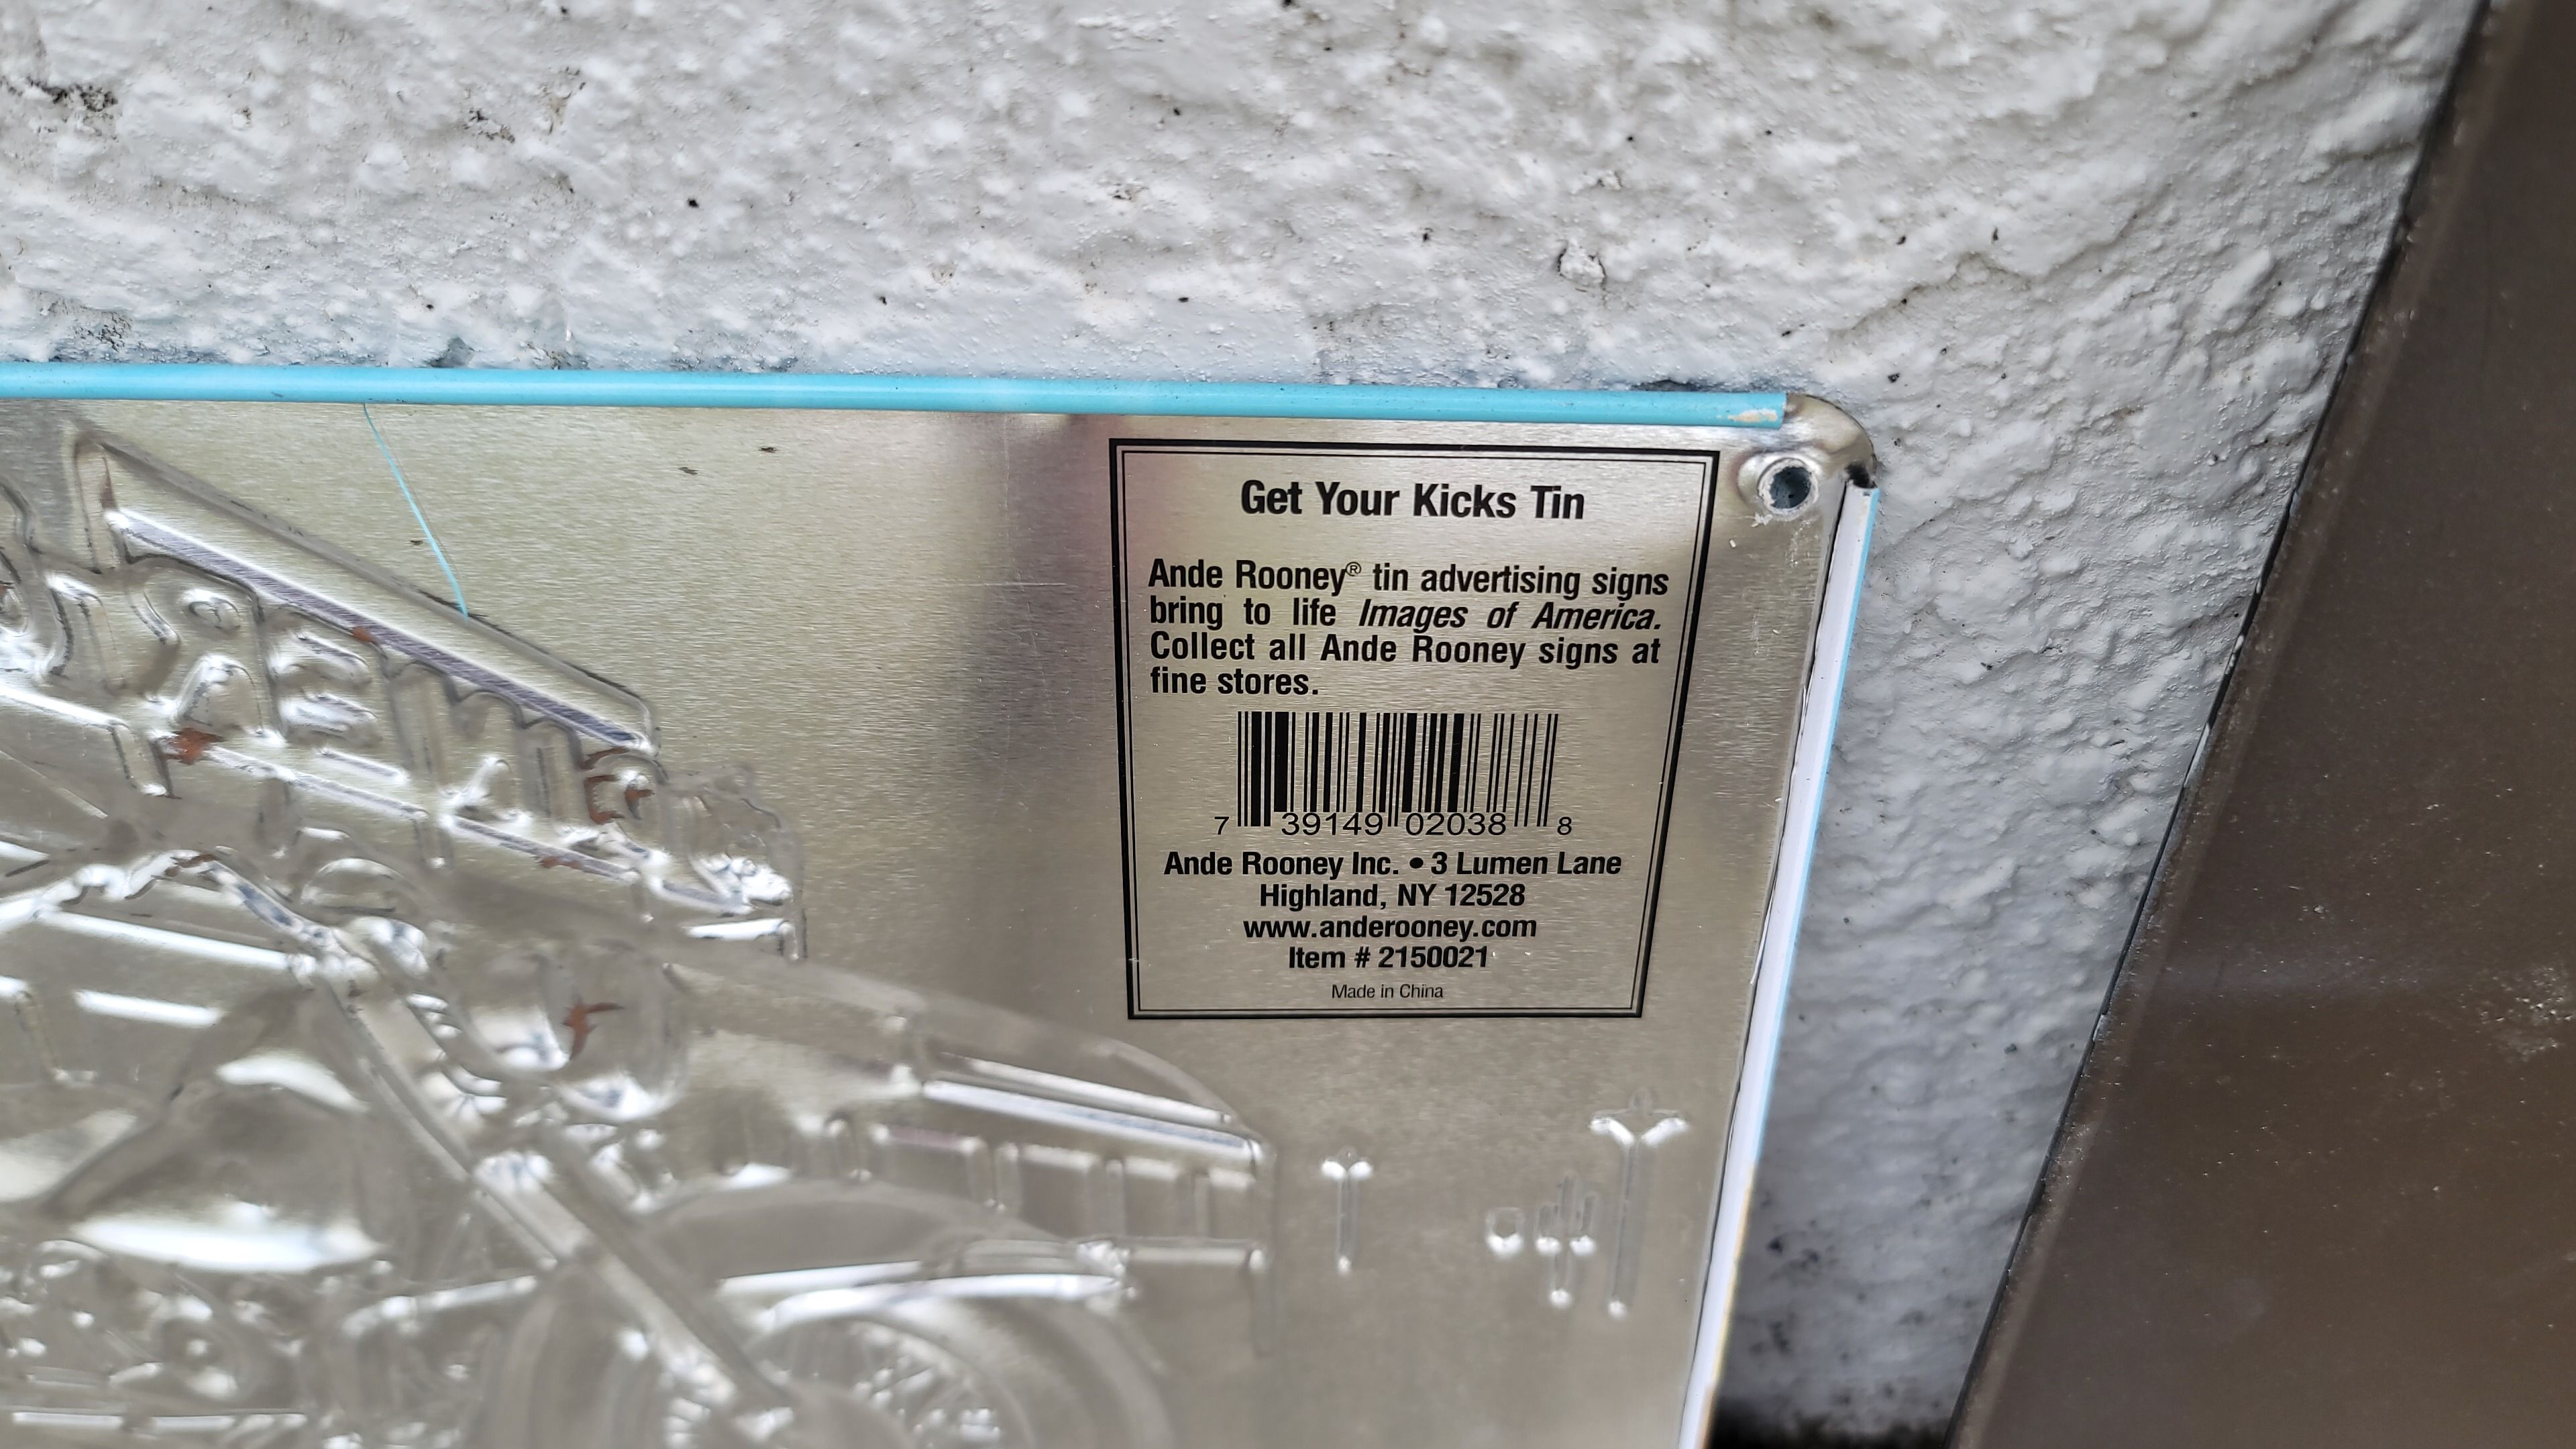 Get Your Kicks Tin
Ande Rooney® tin advertising signs
bring to life Images of America.
Collect all Ande Rooney signs at
fine stores.
7 39149 02038 8
Ande Rooney Inc. • 3 Lumen Lane
Highland, NY 12528
www.anderooney.com
Item # 2150021
Made in China